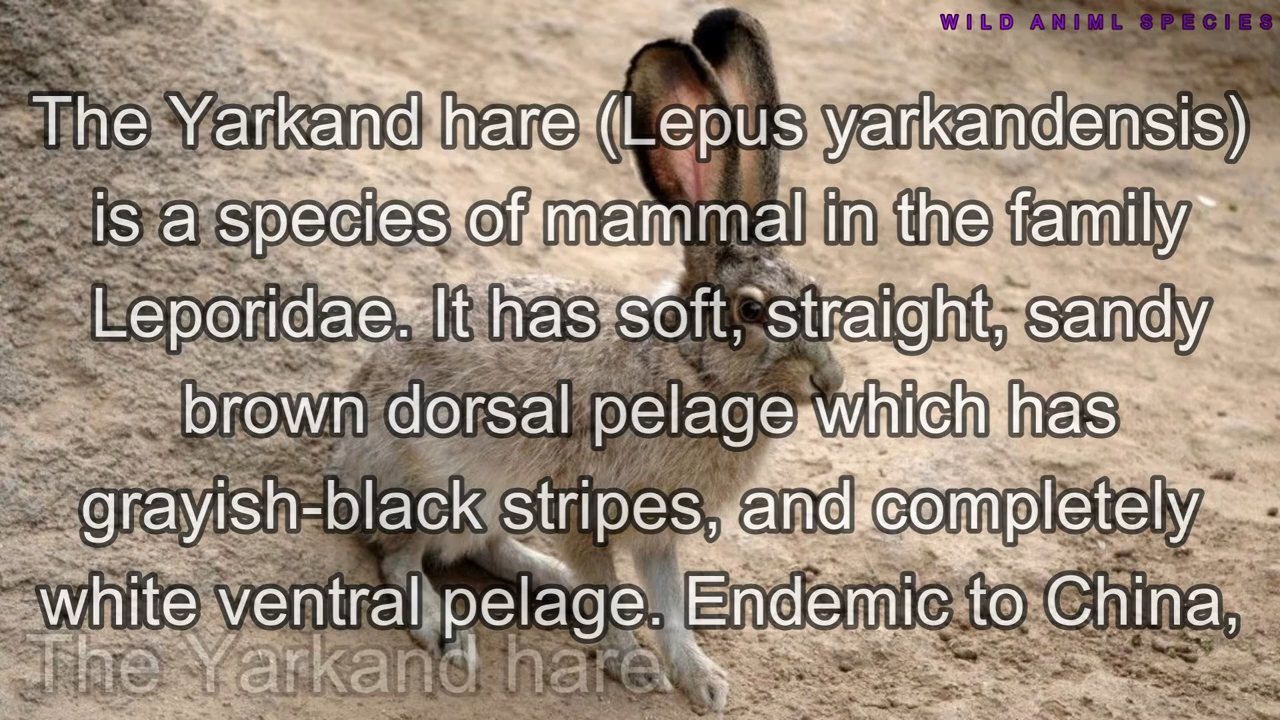 WILD ANIML SPECIES
The Yarkand hare (Lepus yarkandensis)
is a species of mammal in the family
Leporidae. It has soft, straight, sandy
brown dorsal pelage which has
grayish-black stripes, and completely
white ventral pelage. Endemic to China,
The Yarkand hare